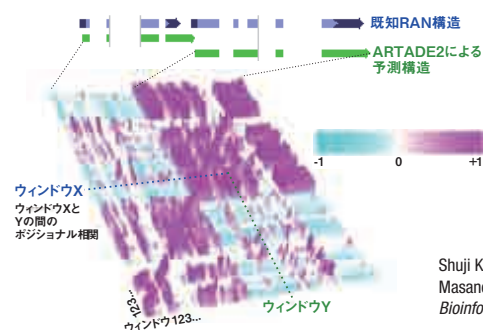 既知RAN構造
ARTADE2による
予測構造
-1 0 +1
ウィンドウX
ウィンドウXと
Yの間の
ポジショナル相関
ウィンドウY
123...
ウィンドウ123...
Shuji K
Masano
Bioinfo